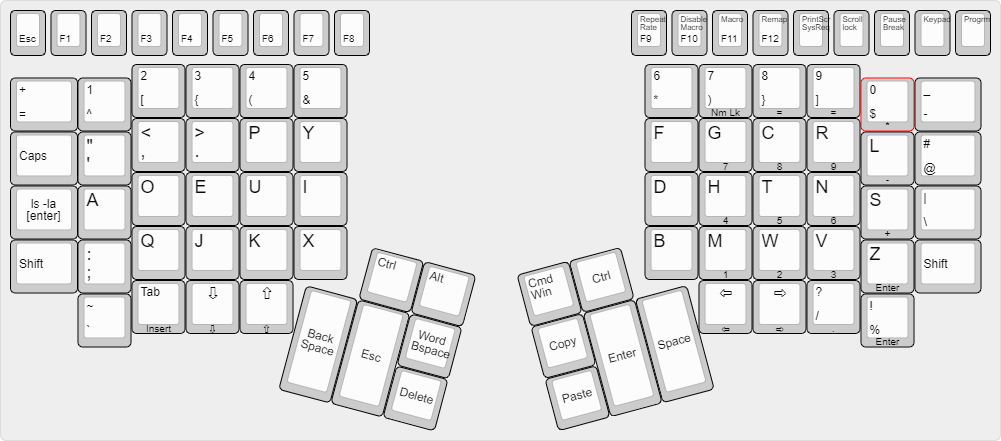 Esc F1 F2 F3 F4 F5 F6 F7 F8
Repeat Rate F9
Disable Macro F10
Macro F11
Remap F12
PrintScr SysReq
Scroll lock
Pause Break
Keypad
Progrm
+ =
1 ^
2 [
3 {
4 (
5 &
6 *
7 ) Nm Lk
8 } =
9 ] =
0 $ *
_ -
Caps
" '
< ,
> .
P
Y
F
G 7
C 8
R 9
L -
# @
ls -la
[enter]
A
O
E
U
I
D
H 4
T 5
N 6
S +
| \
Shift
: ;
Q
J
K
X
B
M 1
W 2
V 3
Z Enter
Shift
~ `
Tab Insert
⇩ ⇩
⇧ ⇧
⇦ ⇦
⇨ ⇨
? / .
! % Enter
Ctrl
Alt
Back
Space
Esc
Word
Bspace
Delete
Cmd
Win
Ctrl
Copy
Enter
Space
Paste